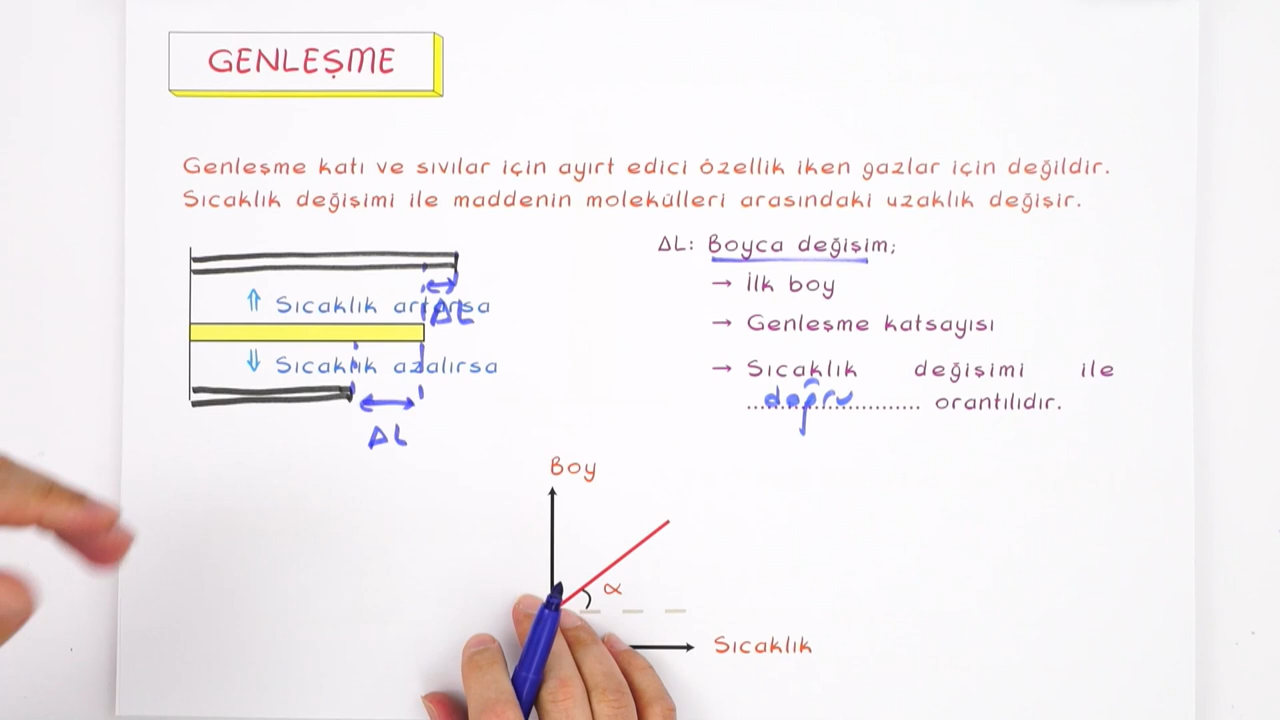 GENLEŞME
Genleşme katı ve sıvılar için ayırt edici özellik iken gazlar için değildir.
Sıcaklık değişimi ile maddenin molekülleri arasındaki uzaklık değişir.
⇑ Sıcaklık artarsa
ΔL
⇓ Sıcaklık azalırsa
ΔL
ΔL: Boyca değişim;
→ İlk boy
→ Genleşme katsayısı
→ Sıcaklık değişimi ile
doğru orantılıdır.
Boy
α
Sıcaklık